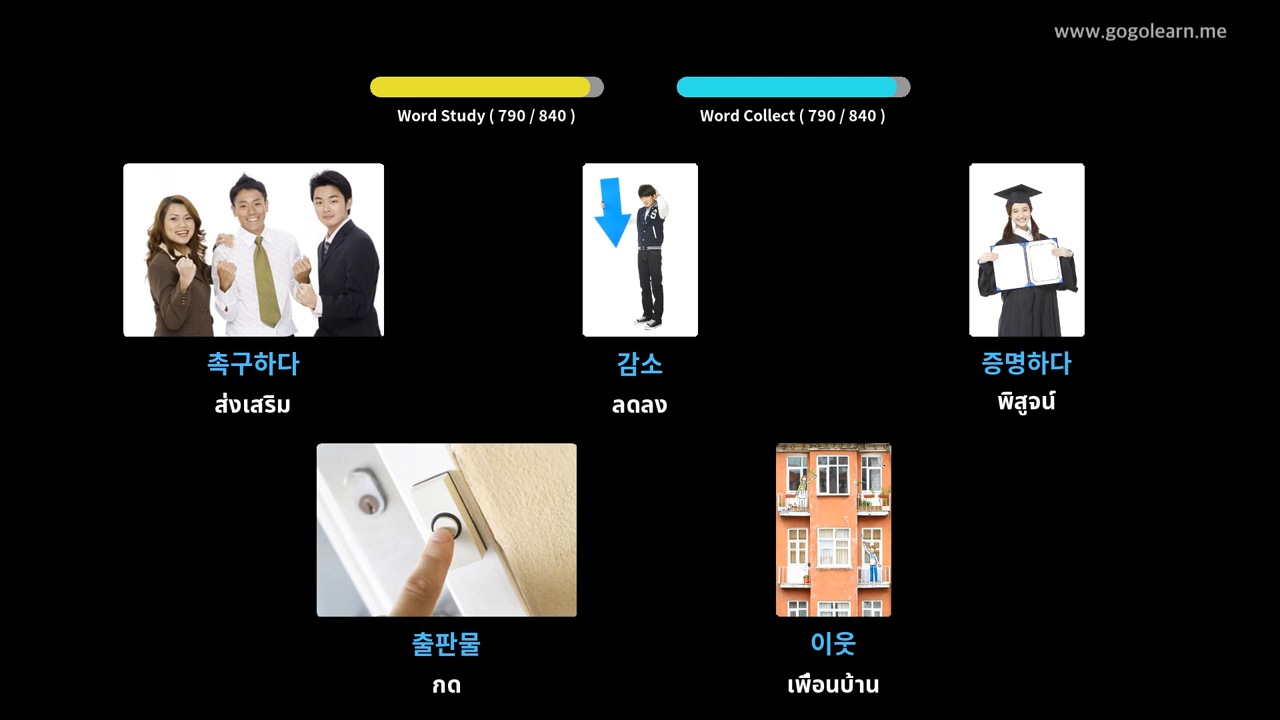 www.gogolearn.me
Word Study ( 790 / 840 )
Word Collect ( 790 / 840 )
촉구하다
ส่งเสริม
감소
ลดลง
증명하다
พิสูจน์
출판물
กด
이웃
เพื่อนบ้าน